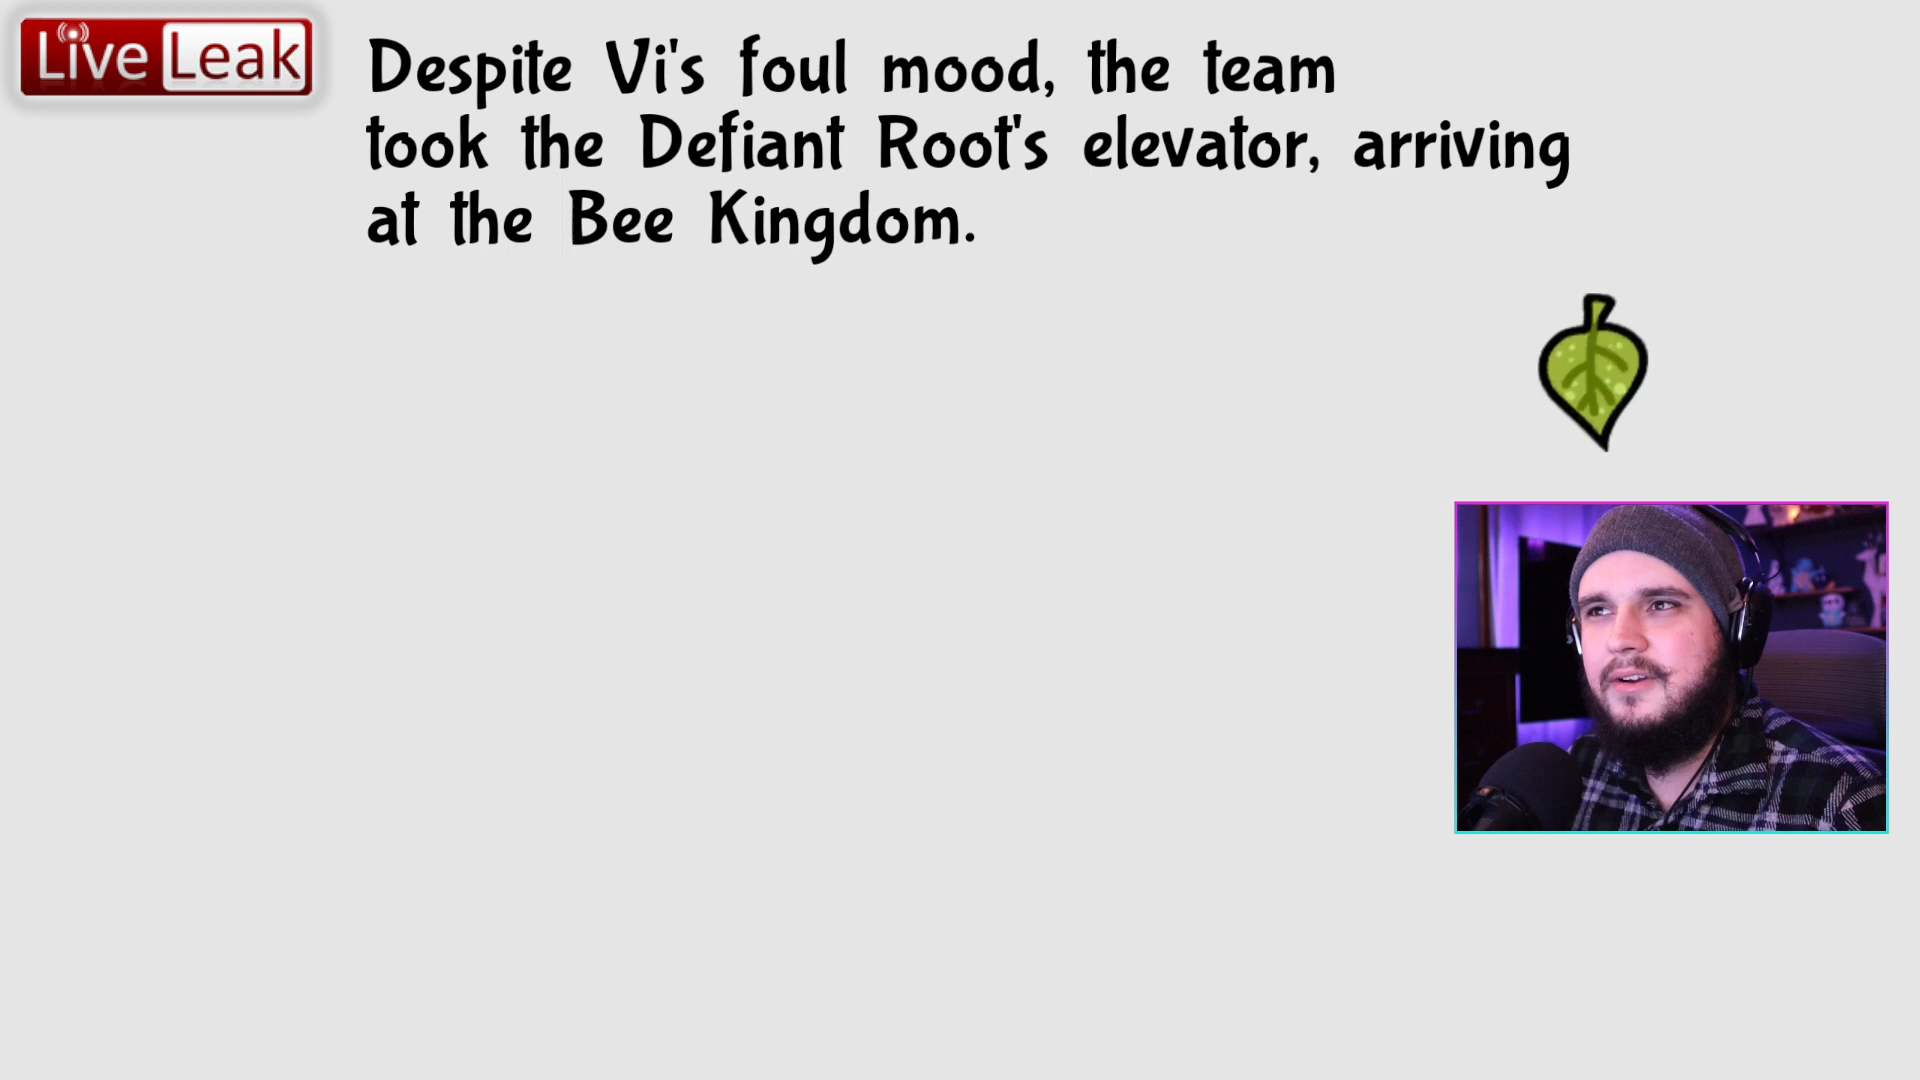 LiveLeak
Despite Vi's foul mood, the team
took the Defiant Root's elevator, arriving
at the Bee Kingdom.